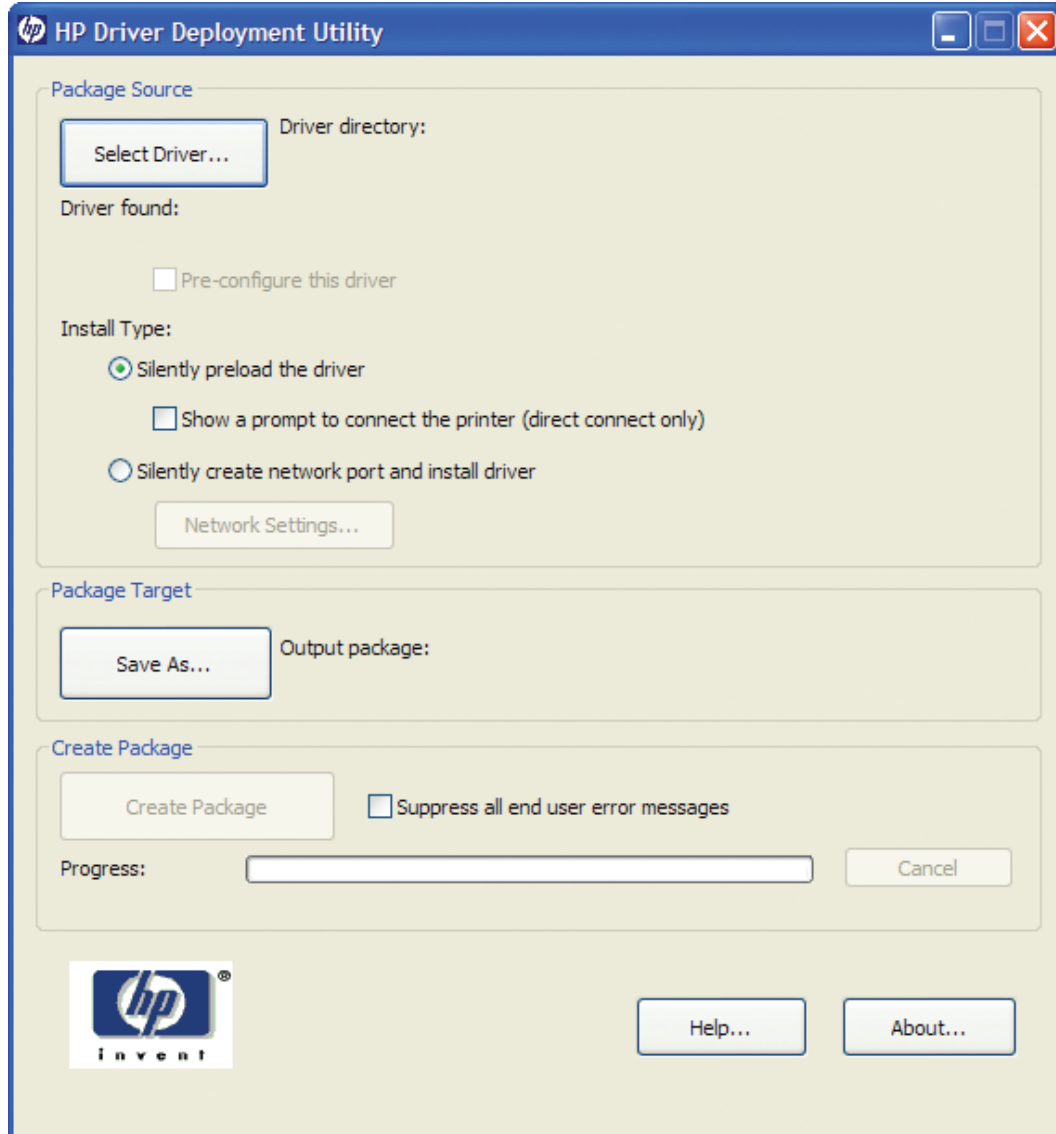 HP Driver Deployment Utility
Package Source
Select Driver...
Driver directory:
Driver found:
Pre-configure this driver
Install Type:
Silently preload the driver
Show a prompt to connect the printer (direct connect only)
Silently create network port and install driver
Network Settings...
Package Target
Save As...
Output package:
Create Package
Create Package
Suppress all end user error messages
Progress:
Cancel
hp
®
invent
Help...
About...